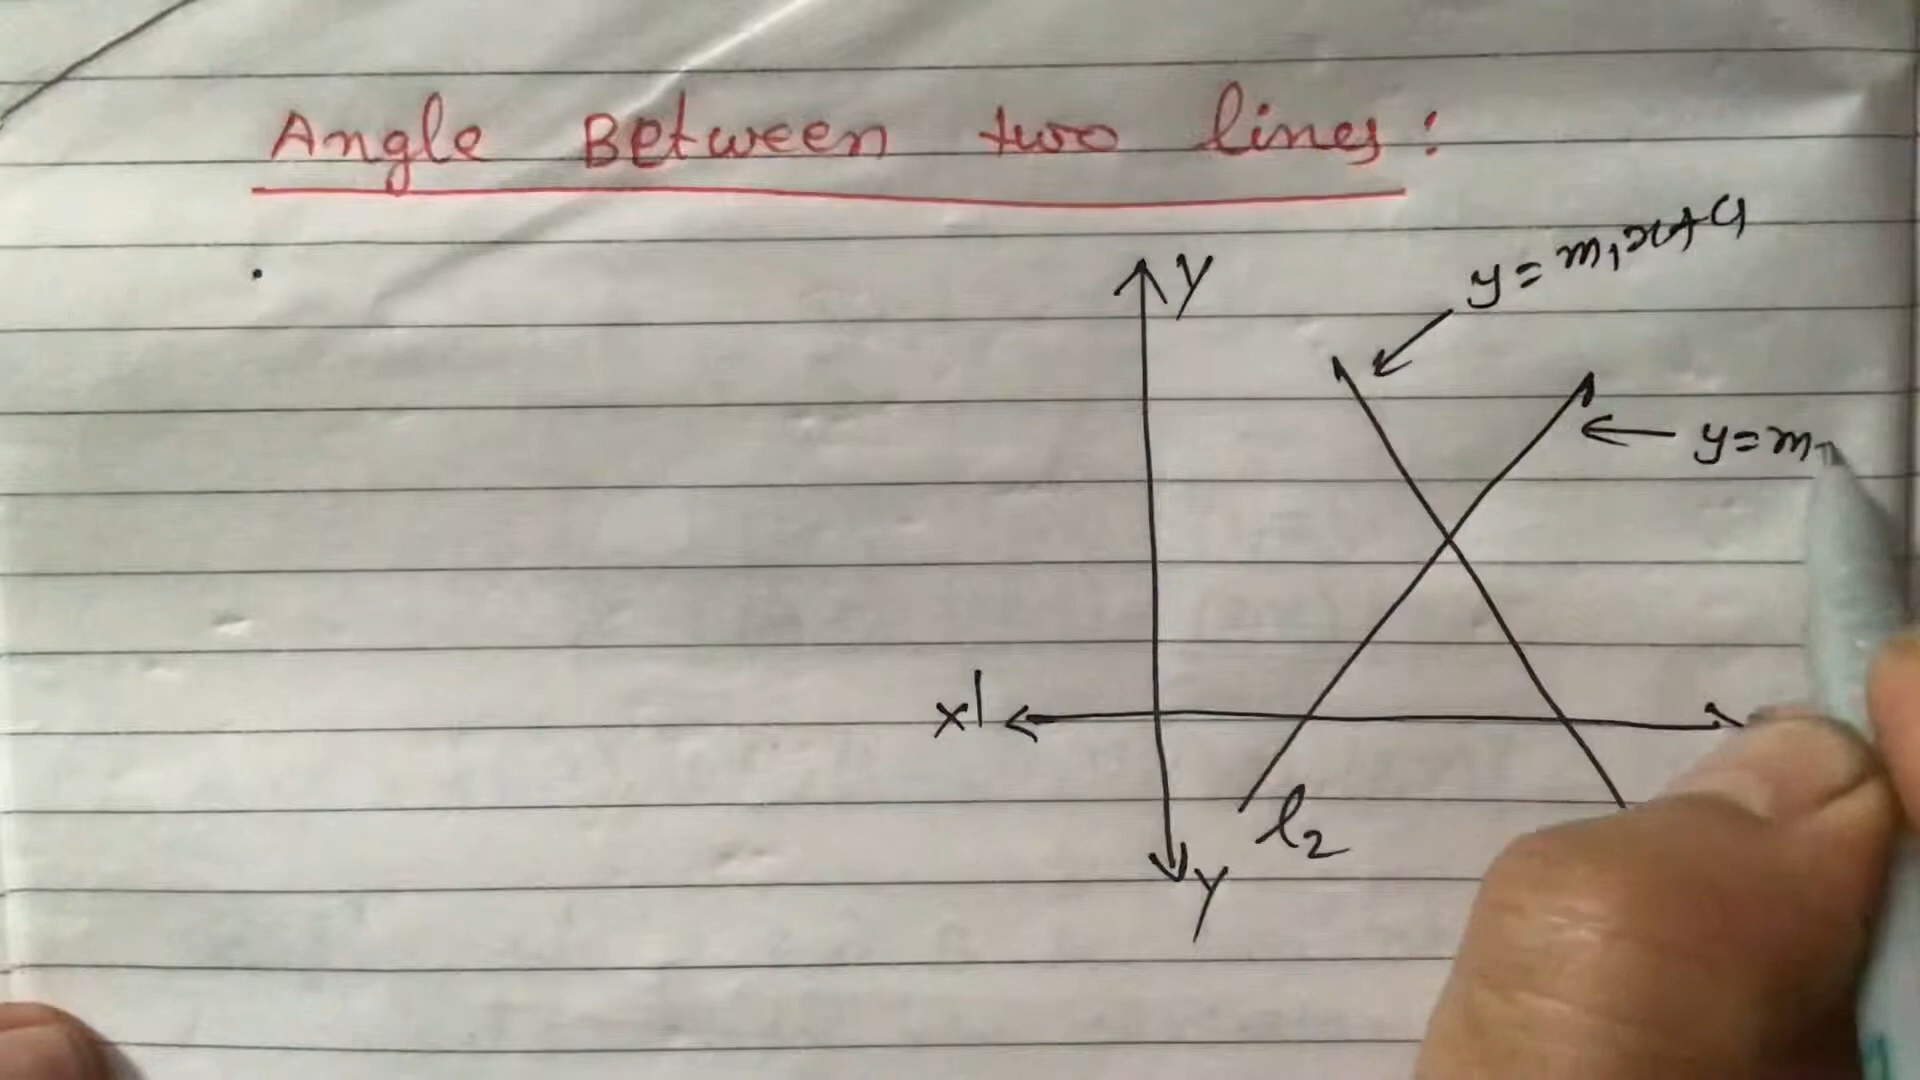 Angle Between two lines:
y = m₁x + c₁
y
y = m
x'
l₂
y